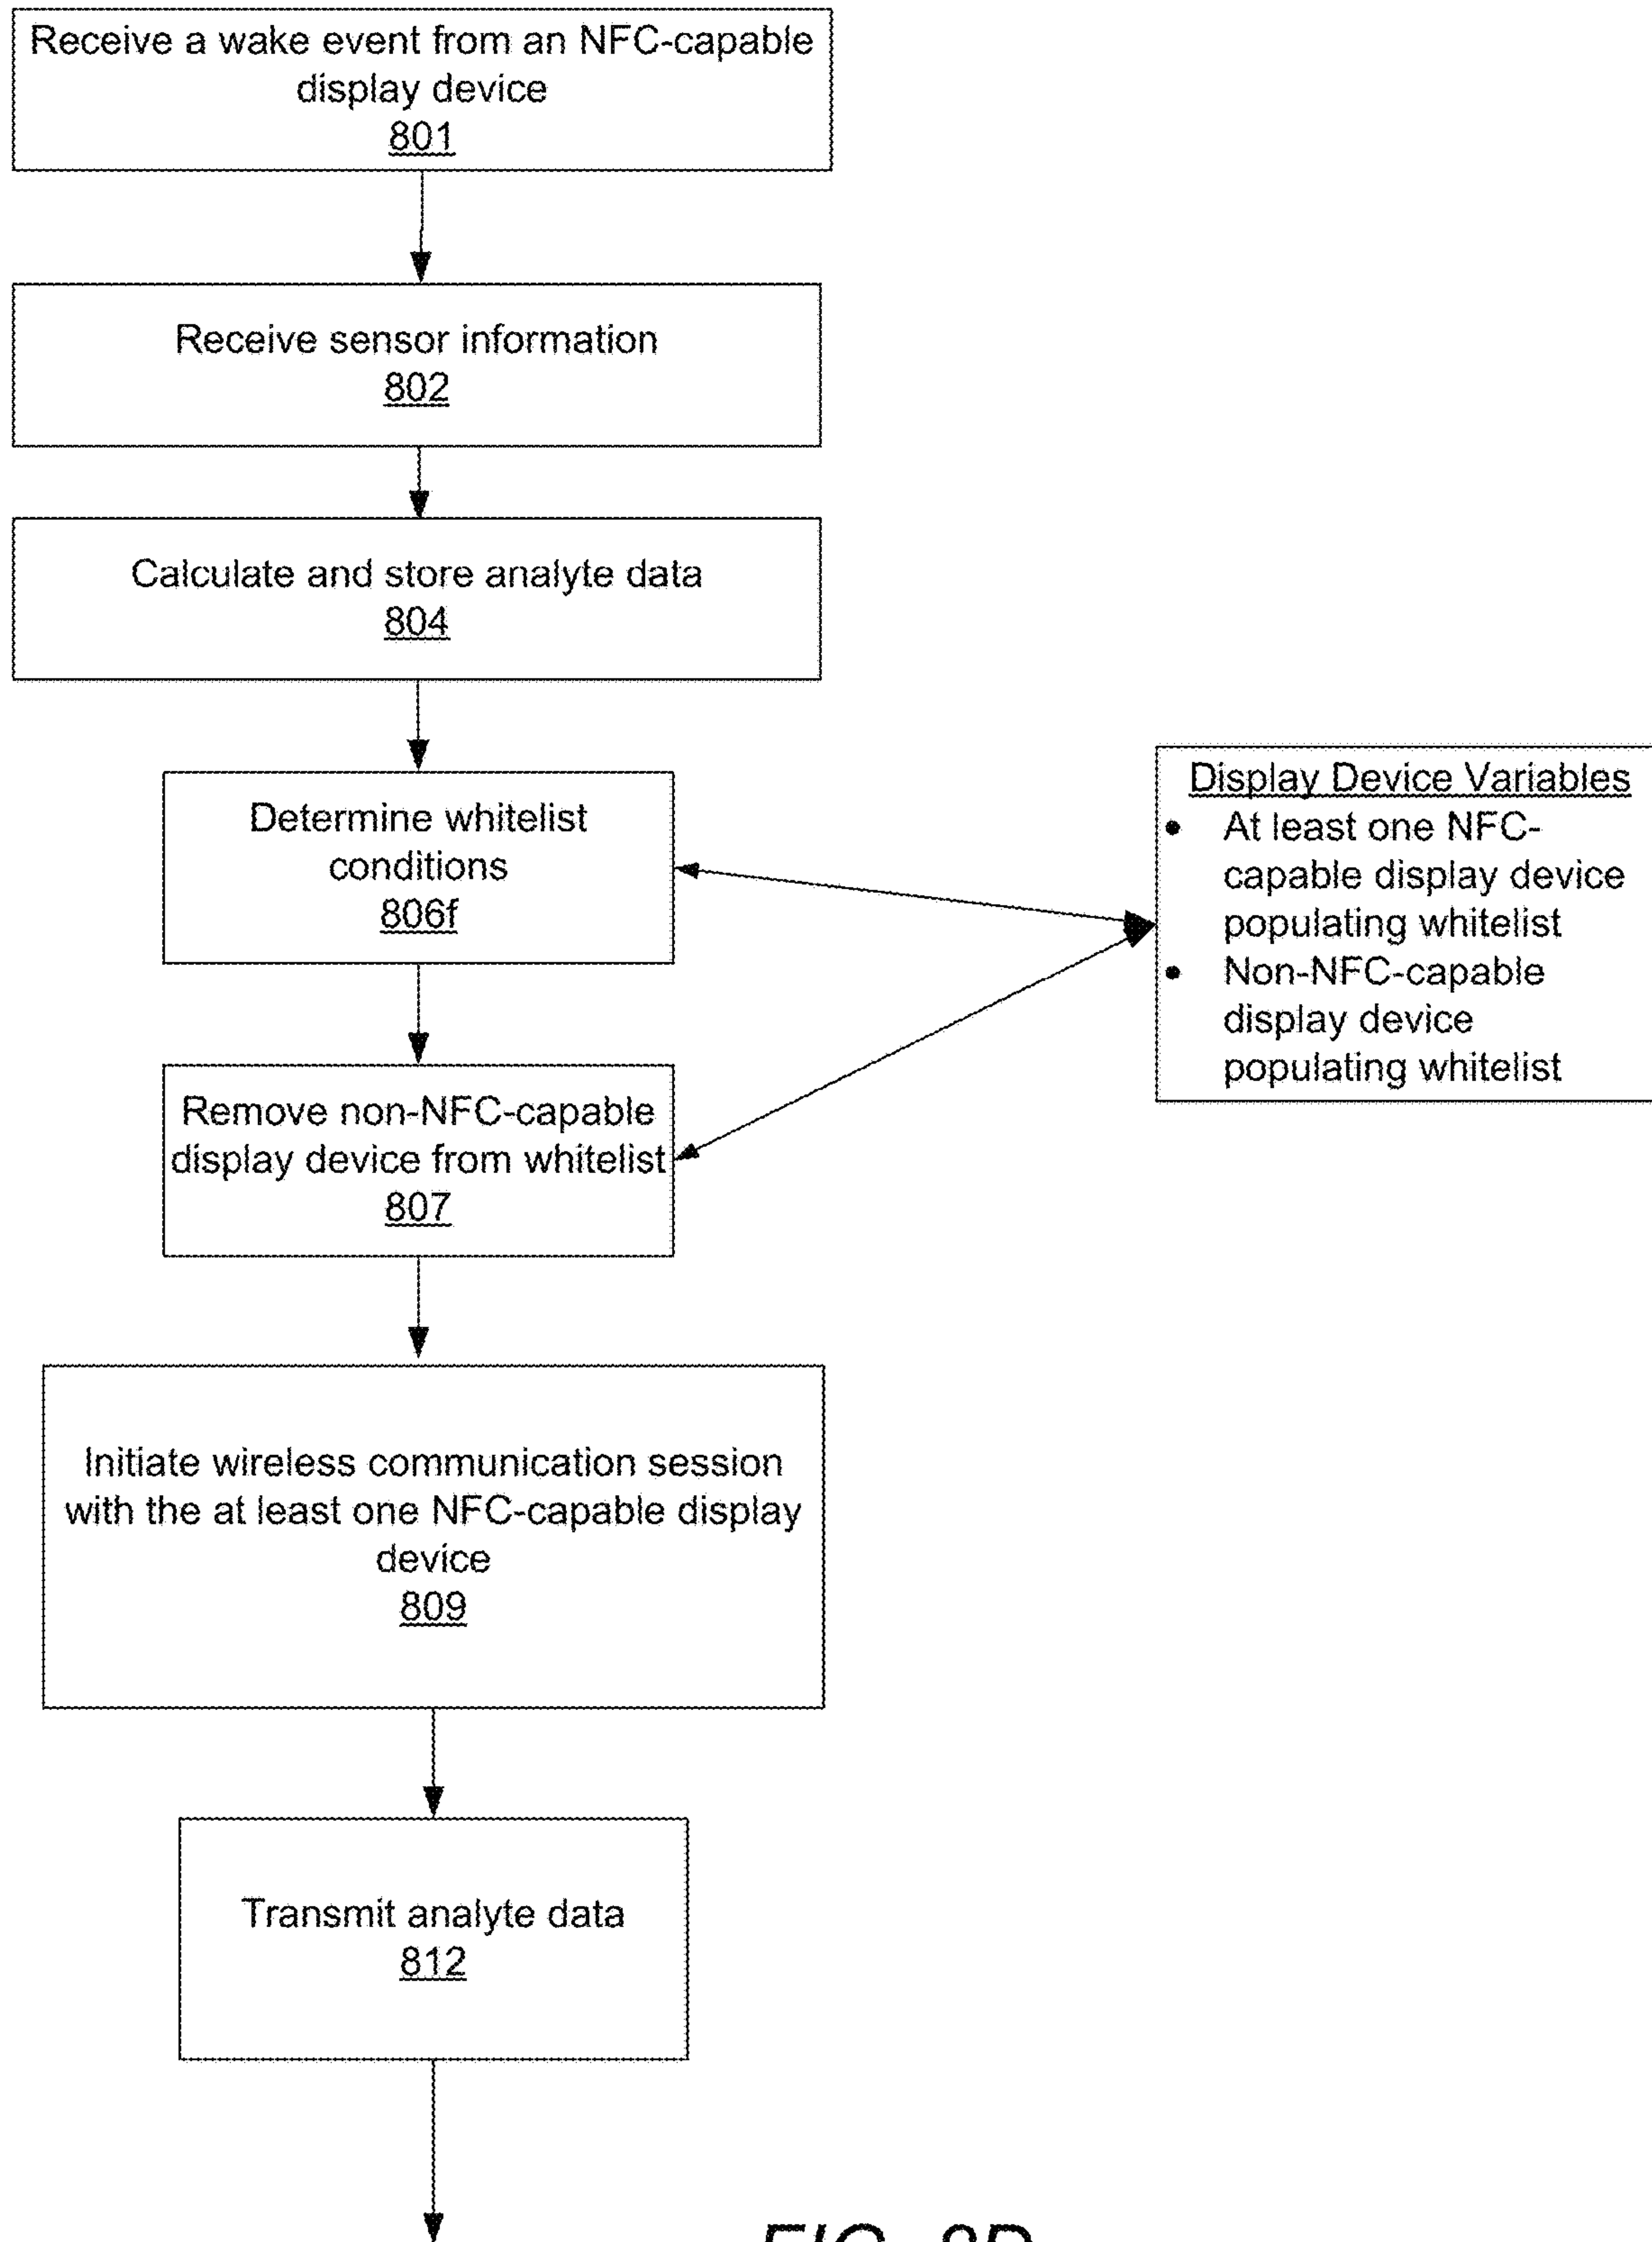 Receive a wake event from an NFC-capable
display device
801
Receive sensor information
802
Calculate and store analyte data
804
Determine whitelist
conditions
806f
Display Device Variables
• At least one NFC-
capable display device
populating whitelist
• Non-NFC-capable
display device
populating whitelist
Remove non-NFC-capable
display device from whitelist
807
Initiate wireless communication session
with the at least one NFC-capable display
device
809
Transmit analyte data
812